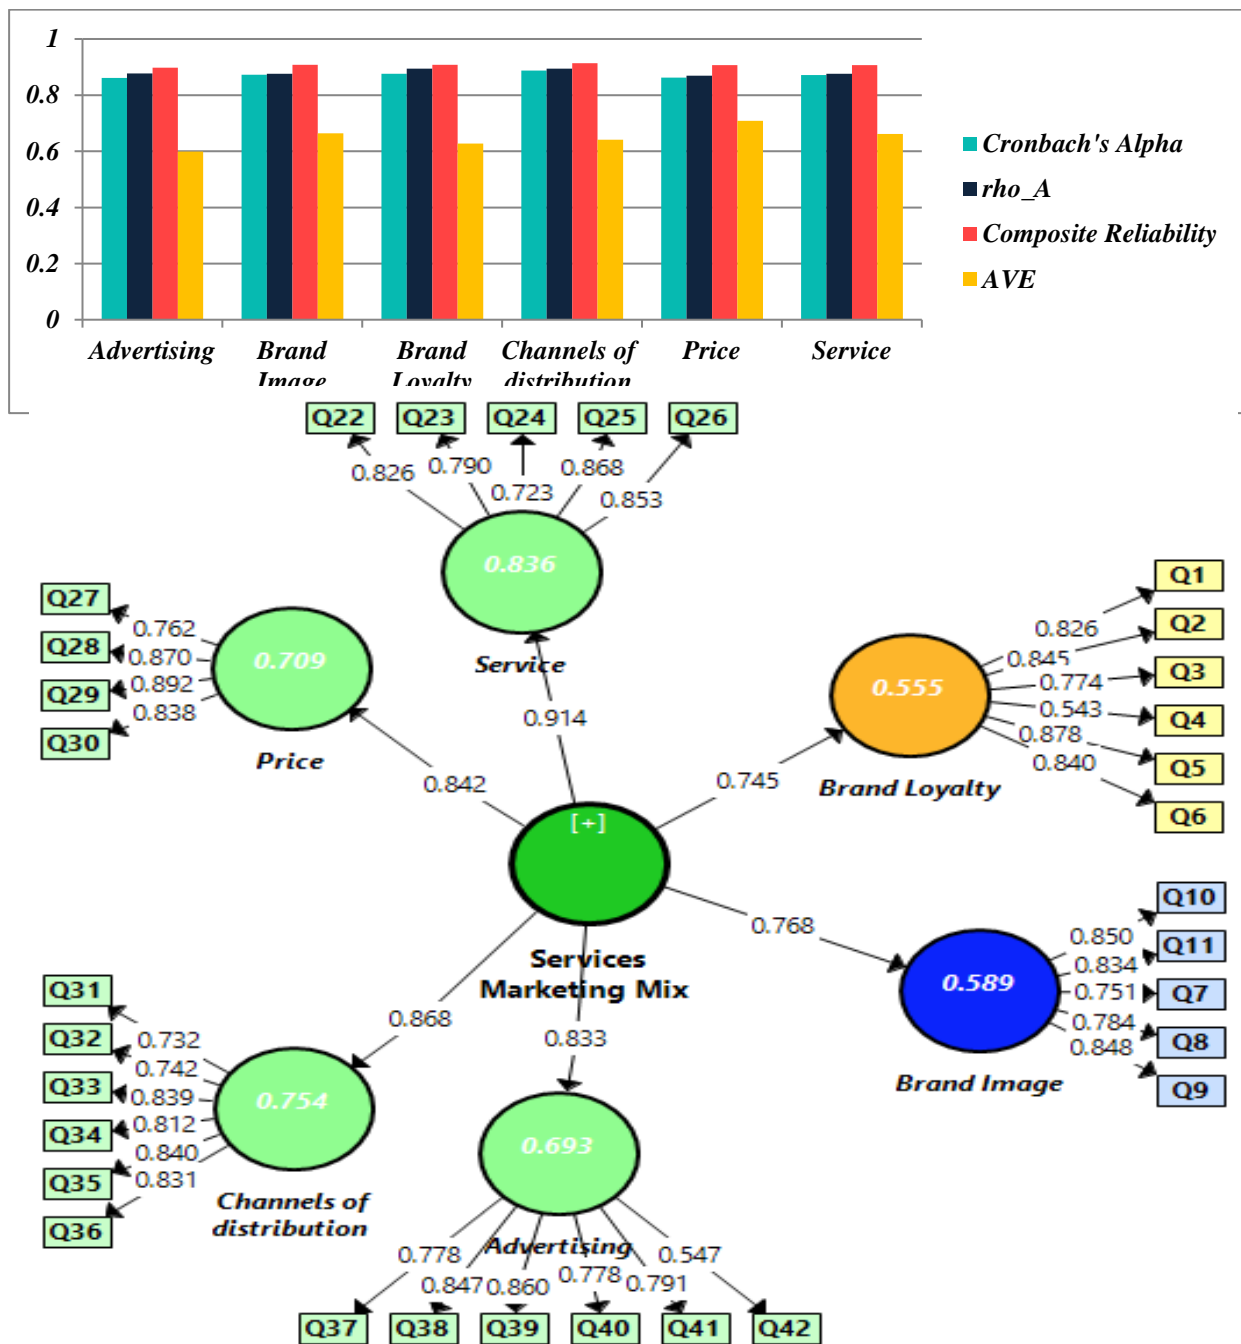 1
0.8
0.6
0.4
0.2
0
Advertising
Brand
Image
Brand
Loyalty
Channels of
distribution
Price
Service
Cronbach's Alpha
rho_A
Composite Reliability
AVE
Q22 Q23 Q24 Q25 Q26
0.826 0.790 0.723 0.868 0.853
0.836
Service
0.914
Q27
Q28
Q29
Q30
0.762
0.870
0.892
0.838
0.709
Price
0.842
Q1
Q2
Q3
Q4
Q5
Q6
0.826
0.845
0.774
0.543
0.878
0.840
0.555
Brand Loyalty
0.745
[+]
Services
Marketing Mix
0.768
Q10
Q11
Q7
Q8
Q9
0.850
0.834
0.751
0.784
0.848
0.589
Brand Image
0.868
0.833
Q31
Q32
Q33
Q34
Q35
Q36
0.732
0.742
0.839
0.812
0.840
0.831
0.754
Channels of
distribution
0.693
Advertising
0.778 0.847 0.860 0.778 0.791 0.547
Q37 Q38 Q39 Q40 Q41 Q42